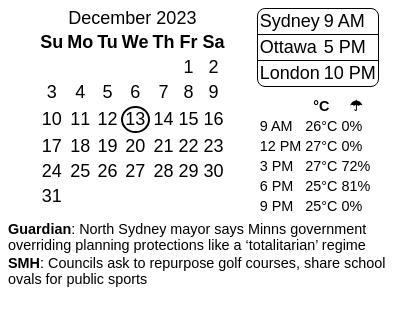 December 2023
Su Mo Tu We Th Fr Sa
1 2
3 4 5 6 7 8 9
10 11 12 13 14 15 16
17 18 19 20 21 22 23
24 25 26 27 28 29 30
31
Sydney 9 AM
Ottawa 5 PM
London 10 PM
°C ☂
9 AM 26°C 0%
12 PM 27°C 0%
3 PM 27°C 72%
6 PM 25°C 81%
9 PM 25°C 0%
Guardian: North Sydney mayor says Minns government
overriding planning protections like a ‘totalitarian’ regime
SMH: Councils ask to repurpose golf courses, share school
ovals for public sports